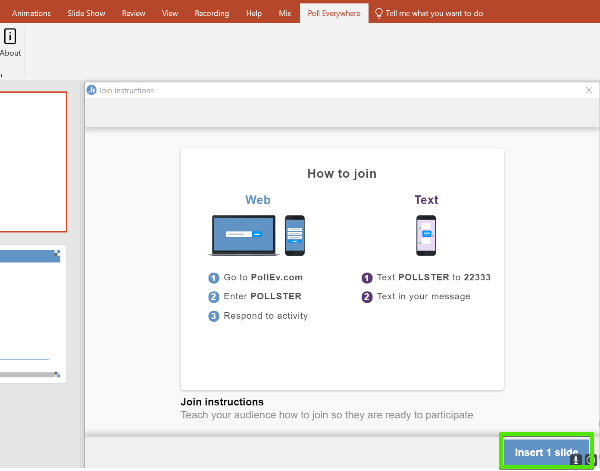 Animations Slide Show Review View Recording Help Mix Poll Everywhere Tell me what you want to do
About
Join Instructions
How to join
Web Text
1 Go to PollEv.com
2 Enter POLLSTER
3 Respond to activity
1 Text POLLSTER to 22333
2 Text in your message
Join instructions
Teach your audience how to join so they are ready to participate
Insert 1 slide